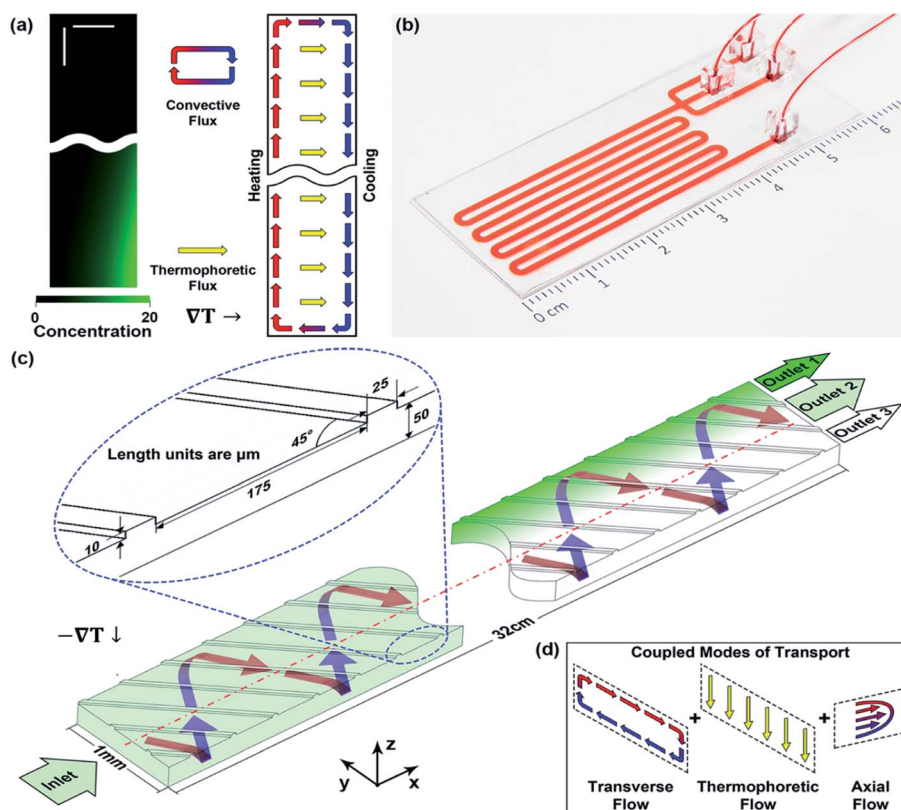 (a)
Convective
Flux
Thermophoretic
Flux
∇T →
0
20
Concentration
Heating
Cooling
(b)
0 cm
1
2
3
4
5
6
(c)
25
50
45°
Length units are μm
175
10
Outlet 1
Outlet 2
Outlet 3
−∇T ↓
32cm
1mm
Inlet
z
y
x
(d)
Coupled Modes of Transport
+
+
Transverse
Flow
Thermophoretic
Flow
Axial
Flow